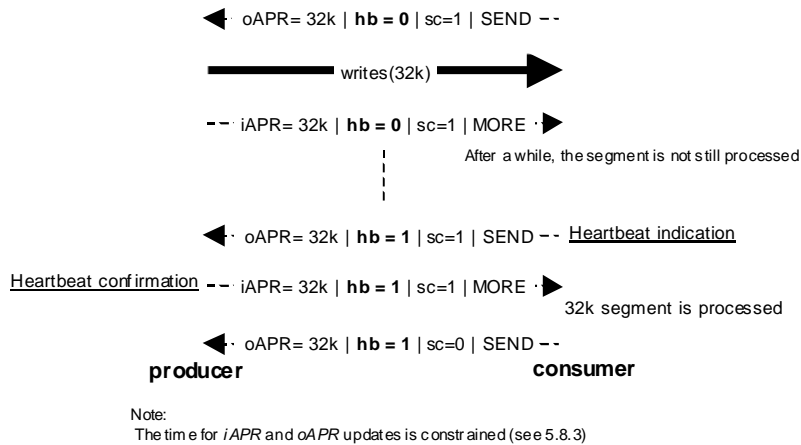 oAPR= 32k | hb = 0 | sc=1 | SEND
writes(32k)
iAPR= 32k | hb = 0 | sc=1 | MORE
After a while, the segment is not still processed
oAPR= 32k | hb = 1 | sc=1 | SEND
Heartbeat indication
Heartbeat confirmation
iAPR= 32k | hb = 1 | sc=1 | MORE
32k segment is processed
oAPR= 32k | hb = 1 | sc=0 | SEND
producer
consumer
Note:
The time for iAPR and oAPR updates is constrained (see 5.8.3)